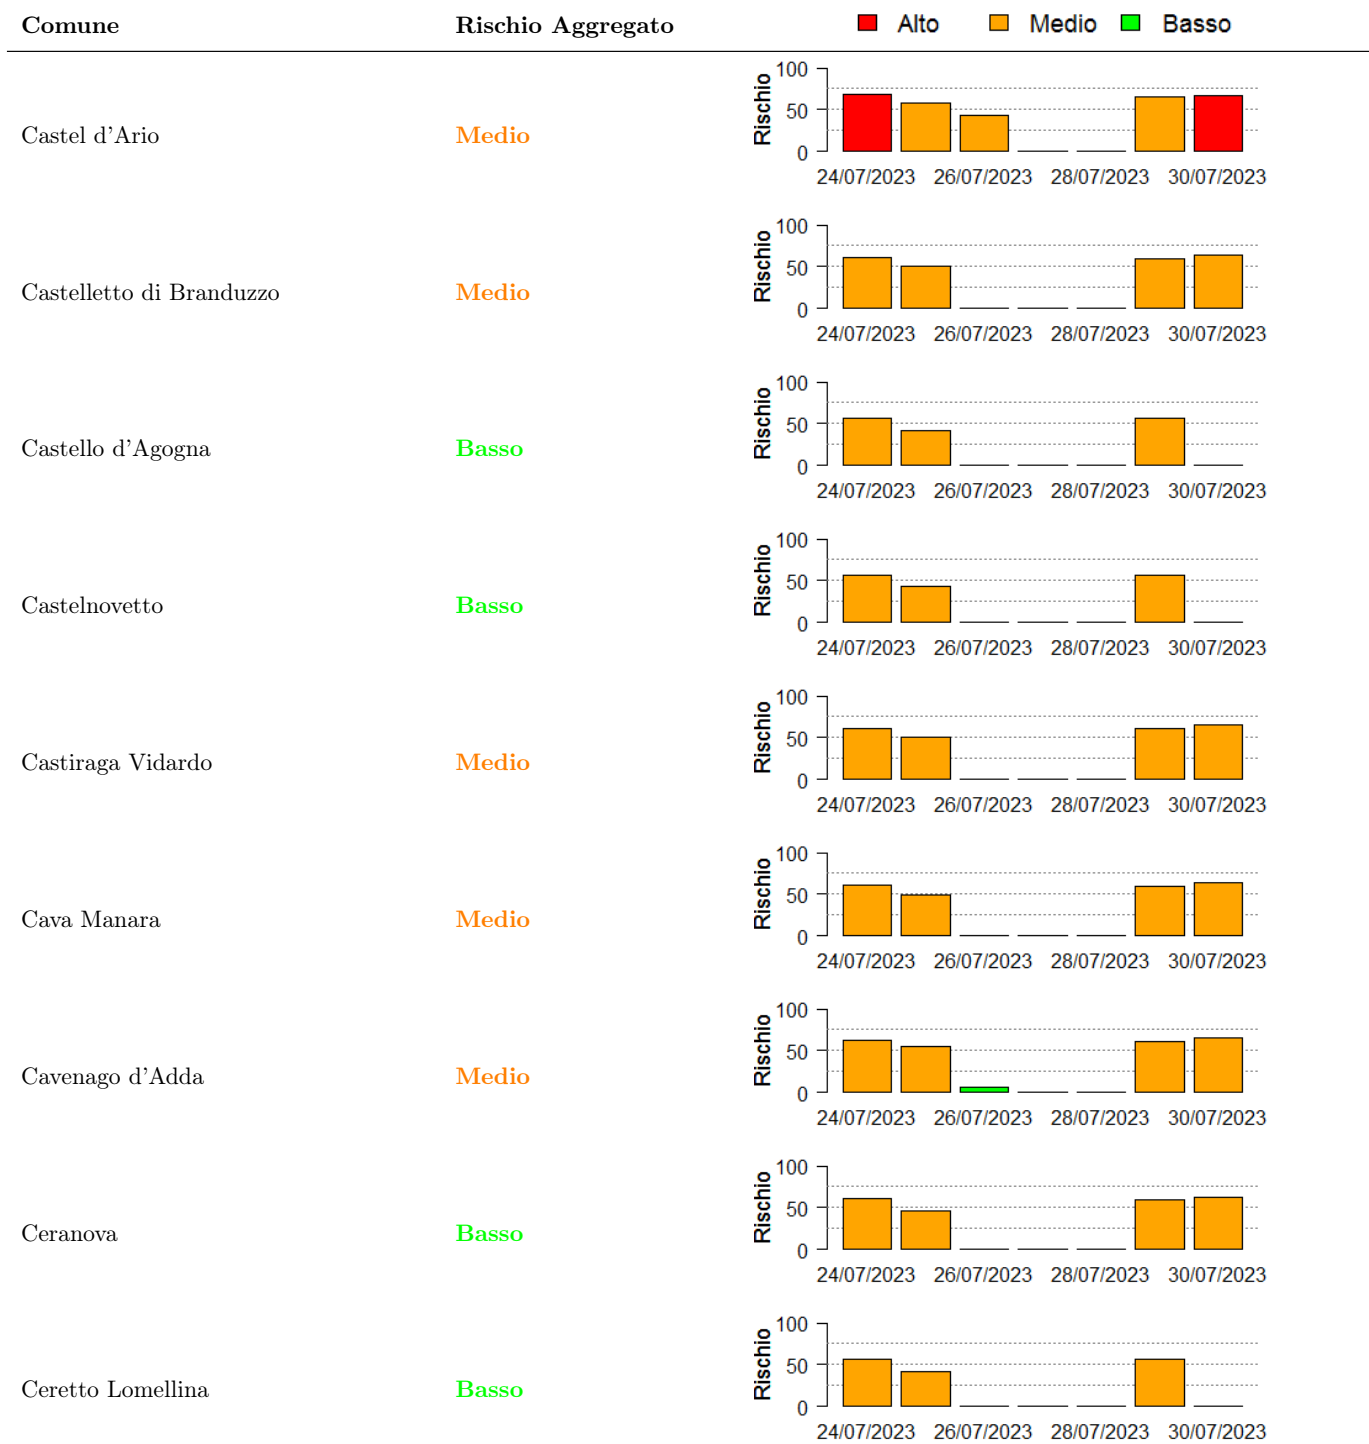 Comune Rischio Aggregato Alto Medio Basso
Castel d'Ario Medio
Rischio
100
50
0
24/07/2023 26/07/2023 28/07/2023 30/07/2023
Castelletto di Branduzzo Medio
Rischio
100
50
0
24/07/2023 26/07/2023 28/07/2023 30/07/2023
Castello d'Agogna Basso
Rischio
100
50
0
24/07/2023 26/07/2023 28/07/2023 30/07/2023
Castelnovetto Basso
Rischio
100
50
0
24/07/2023 26/07/2023 28/07/2023 30/07/2023
Castiraga Vidardo Medio
Rischio
100
50
0
24/07/2023 26/07/2023 28/07/2023 30/07/2023
Cava Manara Medio
Rischio
100
50
0
24/07/2023 26/07/2023 28/07/2023 30/07/2023
Cavenago d'Adda Medio
Rischio
100
50
0
24/07/2023 26/07/2023 28/07/2023 30/07/2023
Ceranova Basso
Rischio
100
50
0
24/07/2023 26/07/2023 28/07/2023 30/07/2023
Ceretto Lomellina Basso
Rischio
100
50
0
24/07/2023 26/07/2023 28/07/2023 30/07/2023